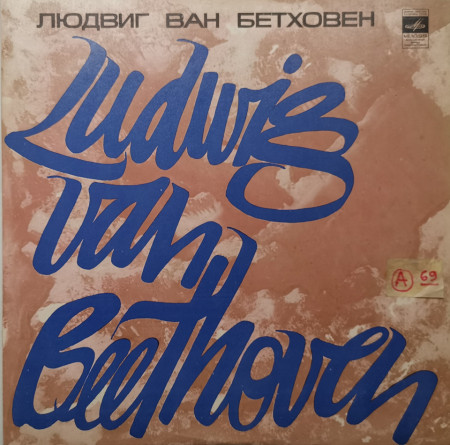 ЛЮДВИГ ВАН БЕТХОВЕН
Ludwig
van
Beethoven
A 69